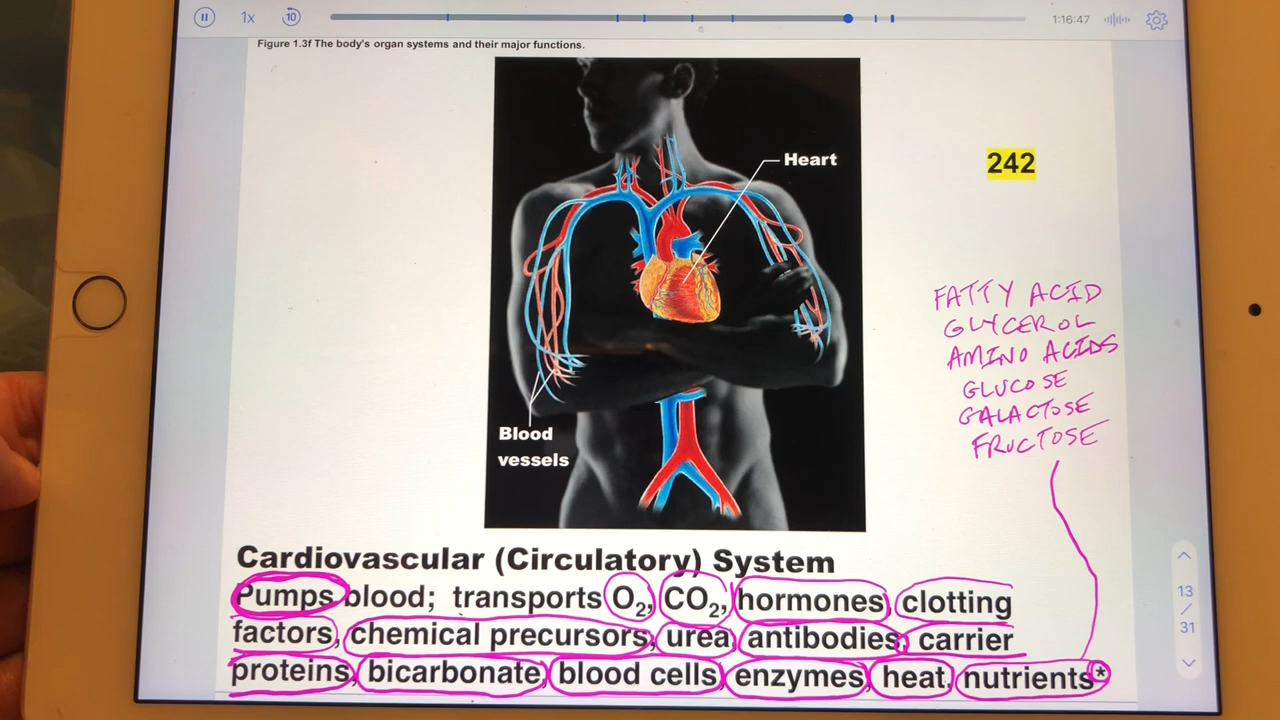 1x
10
1:16:47
Figure 1.3f The body's organ systems and their major functions.
Heart
242
FATTY ACID
GLYCEROL
AMINO ACIDS
GLUCOSE
GALACTOSE
FRUCTOSE
Blood
vessels
13
/
31
Cardiovascular (Circulatory) System
Pumps blood; transports O₂, CO₂, hormones, clotting
factors, chemical precursors, urea, antibodies, carrier
proteins, bicarbonate, blood cells, enzymes, heat, nutrients*